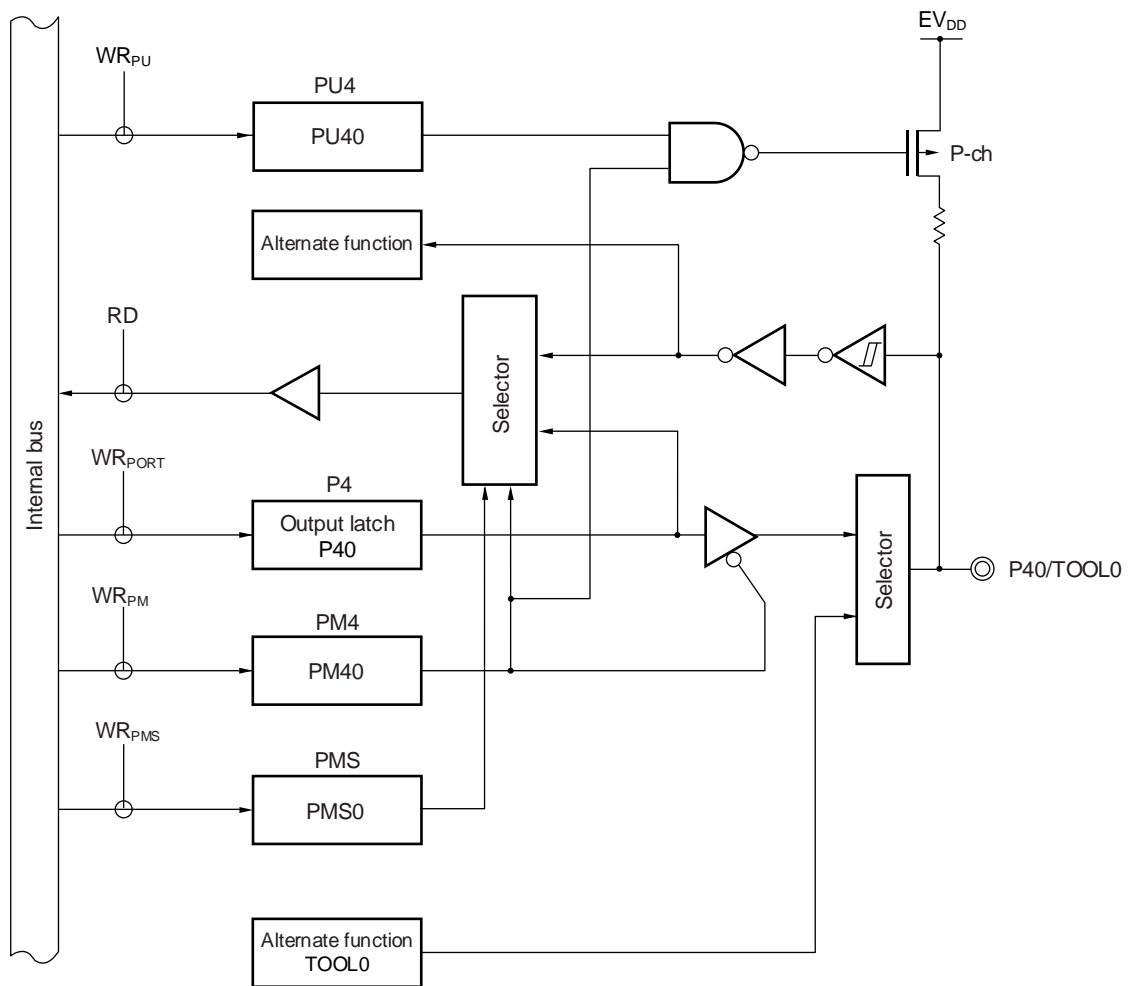 EVDD
WRPU
PU4
PU40
P-ch
Alternate function
RD
Selector
Internal bus
WRPORT
P4
Output latch
P40
Selector
P40/TOOL0
WRPM
PM4
PM40
WRPMS
PMS
PMS0
Alternate function
TOOL0